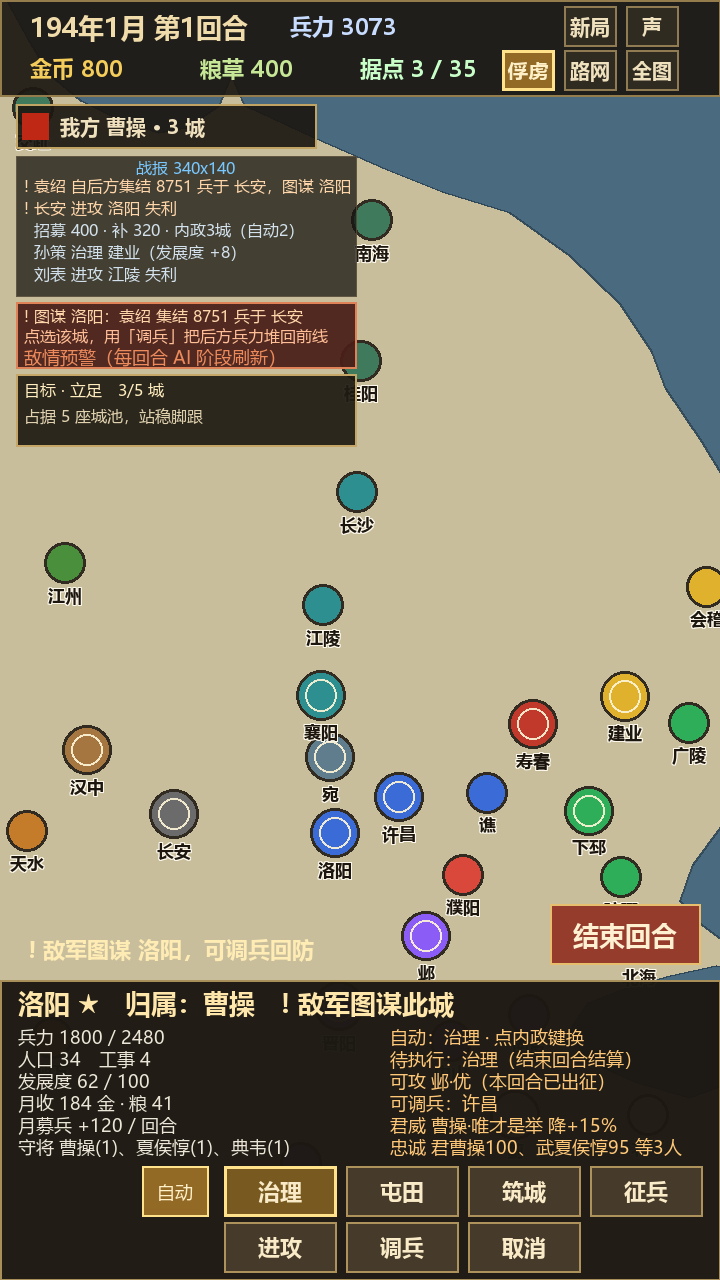 194年1月 第1回合
兵力 3073
新局
声
金币 800
粮草 400
据点 3 / 35
俘虏
路网
全图
我方 曹操 • 3 城
战报 340x140
! 袁绍 自后方集结 8751 兵于 长安，图谋 洛阳
! 长安 进攻 洛阳 失利
招募 400 · 补 320 · 内政3城（自动2）
孙策 治理 建业（发展度 +8）
刘表 进攻 江陵 失利
南海
! 图谋 洛阳：袁绍 集结 8751 兵于 长安
点选该城，用「调兵」把后方兵力堆回前线
敌情预警（每回合 AI 阶段刷新）
桂阳
目标 · 立足 3/5 城
占据 5 座城池，站稳脚跟
长沙
江州
江陵
会稽
襄阳
建业
广陵
寿春
汉中
宛
谯
许昌
下邳
长安
天水
洛阳
濮阳
! 敌军图谋 洛阳，可调兵回防
结束回合
邺
北海
洛阳 ★ 归属：曹操 ! 敌军图谋此城
兵力 1800 / 2480
人口 34 工事 4
发展度 62 / 100
月收 184 金 · 粮 41
月募兵 +120 / 回合
守将 曹操(1)、夏侯惇(1)、典韦(1)
自动：治理 · 点内政键换
待执行：治理（结束回合结算）
可攻 邺·优（本回合已出征）
可调兵：许昌
君威 曹操·唯才是举 降+15%
忠诚 君曹操100、武夏侯惇95 等3人
自动
治理
屯田
筑城
征兵
进攻
调兵
取消